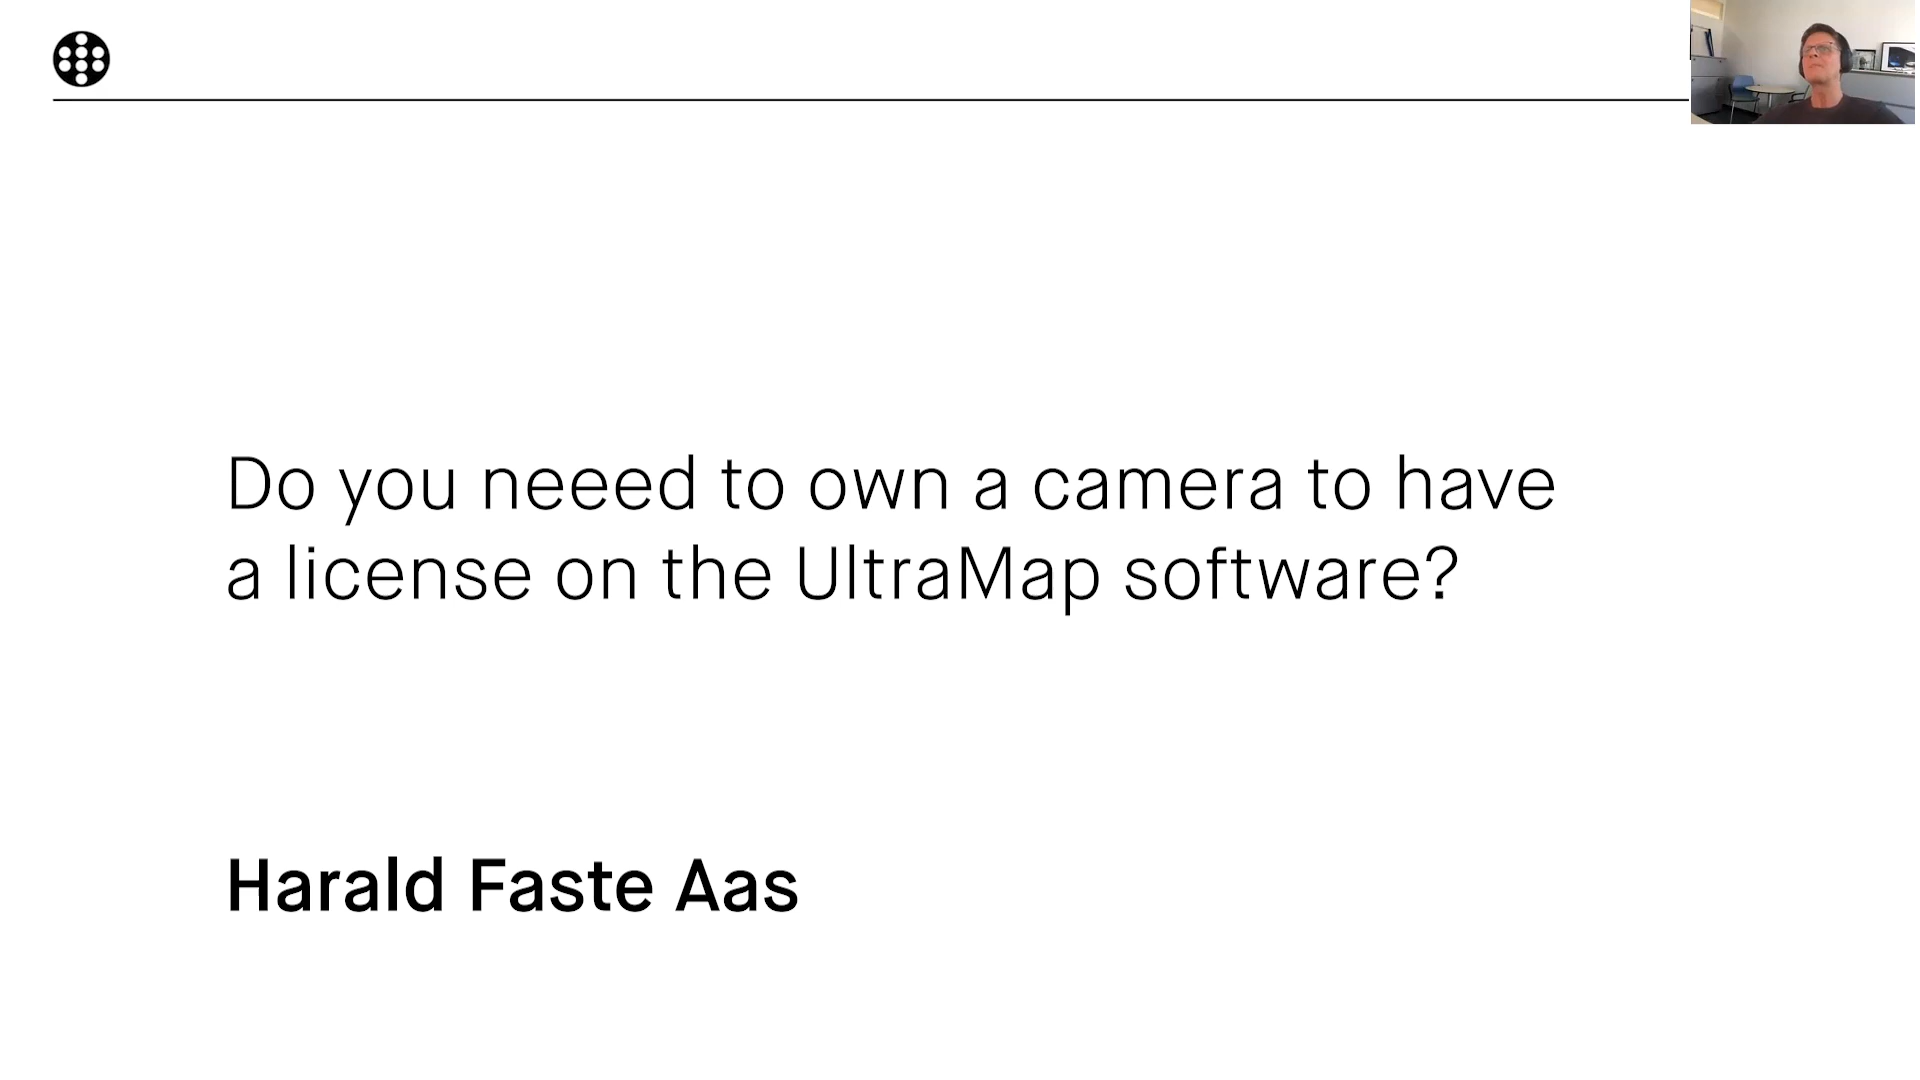 Do you neeed to own a camera to have
a license on the UltraMap software?
Harald Faste Aas